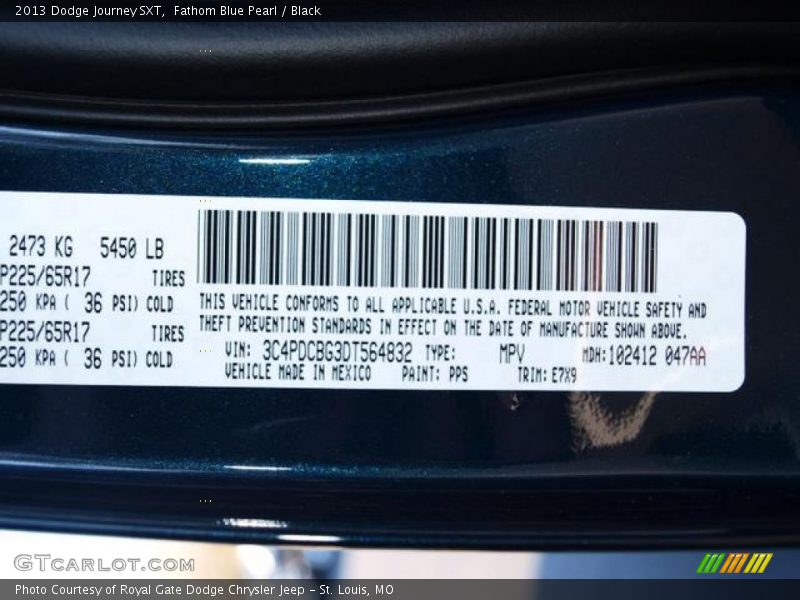 2013 Dodge Journey SXT, Fathom Blue Pearl / Black
2473 KG 5450 LB
P225/65R17 TIRES
250 KPA ( 36 PSI) COLD
P225/65R17 TIRES
250 KPA ( 36 PSI) COLD
THIS VEHICLE CONFORMS TO ALL APPLICABLE U.S.A. FEDERAL MOTOR VEHICLE SAFETY AND
THEFT PREVENTION STANDARDS IN EFFECT ON THE DATE OF MANUFACTURE SHOWN ABOVE.
VIN: 3C4PDCBG3DT564832 TYPE: MPV MDH:102412 047AA
VEHICLE MADE IN MEXICO PAINT: PPS TRIM: E7X9
GTCARLOT.COM
Photo Courtesy of Royal Gate Dodge Chrysler Jeep - St. Louis, MO